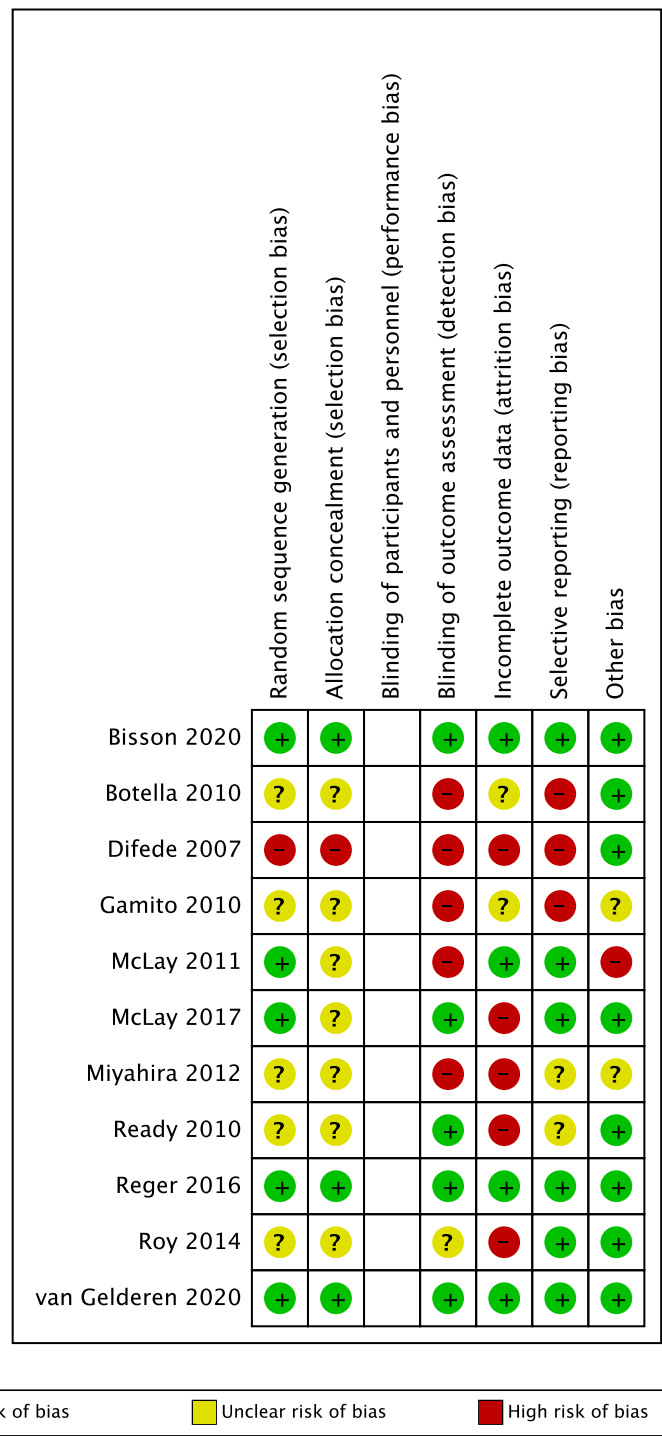 Random sequence generation (selection bias)
Allocation concealment (selection bias)
Blinding of participants and personnel (performance bias)
Blinding of outcome assessment (detection bias)
Incomplete outcome data (attrition bias)
Selective reporting (reporting bias)
Other bias
Bisson 2020 + + + + + +
Botella 2010 ? ? - ? - +
Difede 2007 - - - - - +
Gamito 2010 ? ? - ? - ?
McLay 2011 + ? - + + -
McLay 2017 + ? + - + +
Miyahira 2012 ? ? - - ? ?
Ready 2010 ? ? + - ? +
Reger 2016 + + + + + +
Roy 2014 ? ? ? - + +
van Gelderen 2020 + + + + + +
of bias Unclear risk of bias High risk of bias